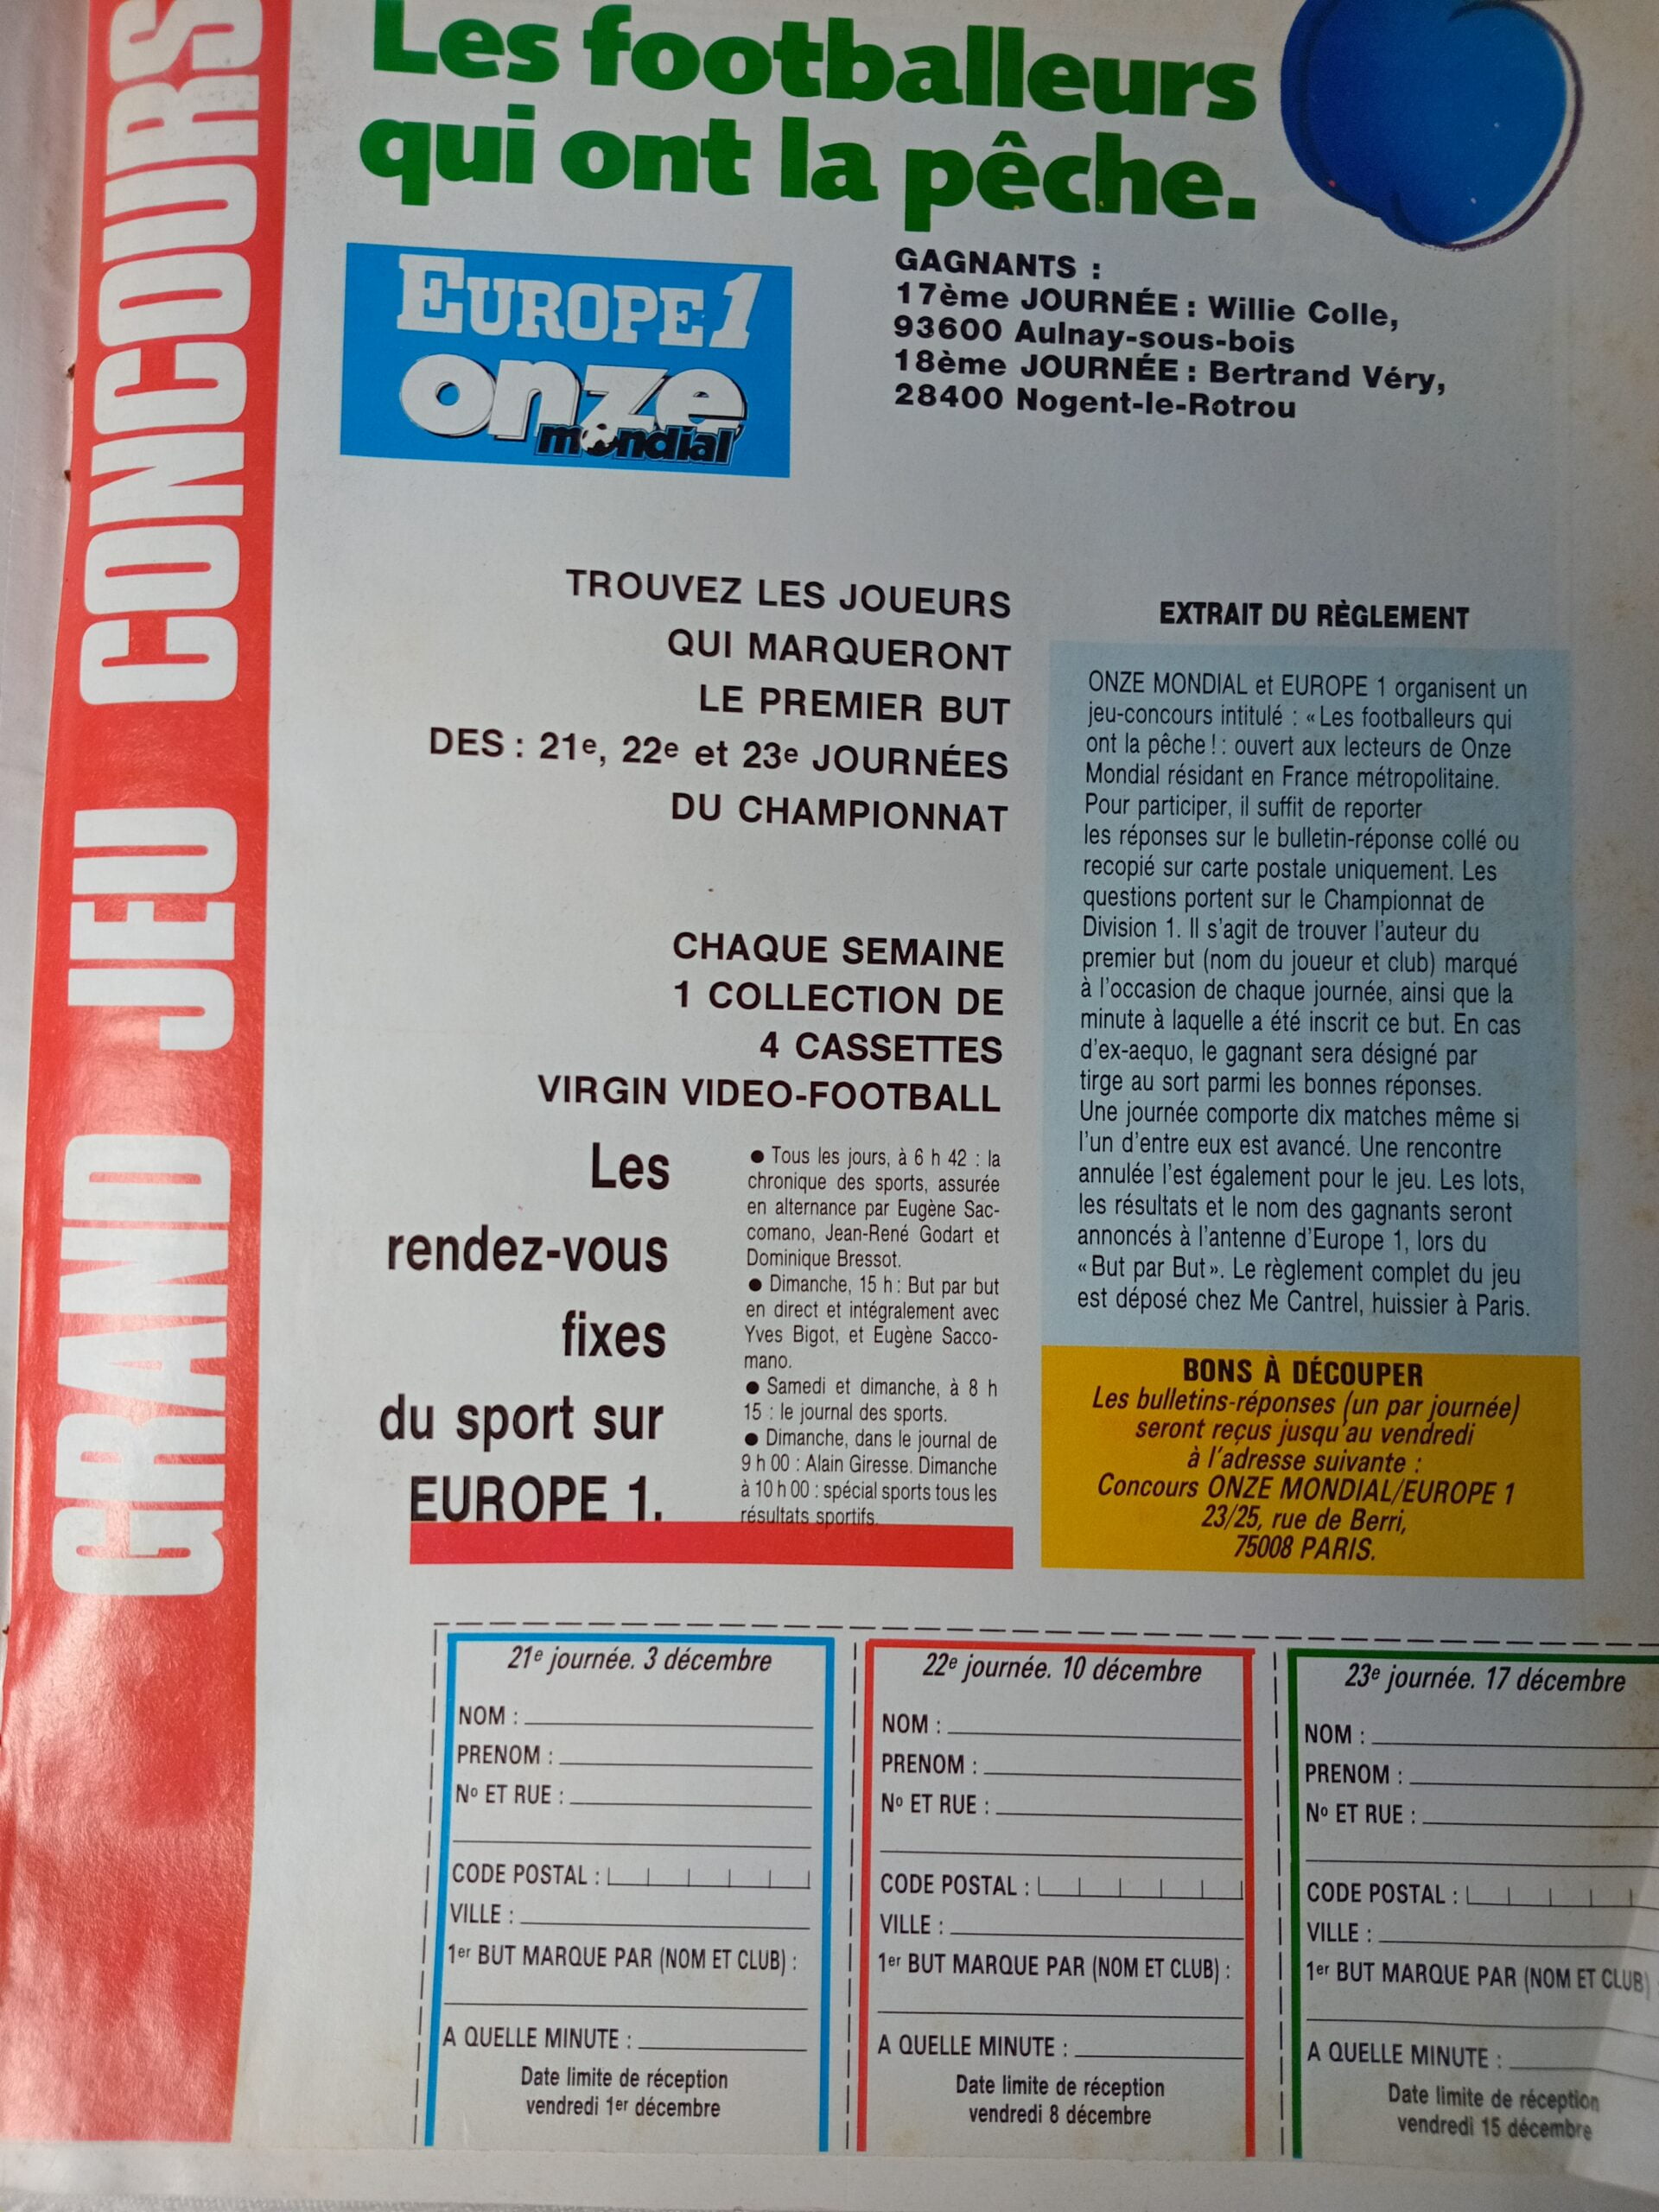 GRAND JEU CONCOURS
Les footballeurs
qui ont la pêche.
EUROPE 1
onze
mondial
GAGNANTS :
17ème JOURNÉE : Willie Colle,
93600 Aulnay-sous-bois
18ème JOURNÉE : Bertrand Véry,
28400 Nogent-le-Rotrou
TROUVEZ LES JOUEURS
QUI MARQUERONT
LE PREMIER BUT
DES : 21e, 22e et 23e JOURNÉES
DU CHAMPIONNAT
CHAQUE SEMAINE
1 COLLECTION DE
4 CASSETTES
VIRGIN VIDEO-FOOTBALL
Les
rendez-vous
fixes
du sport sur
EUROPE 1.
● Tous les jours, à 6 h 42 : la
chronique des sports, assurée
en alternance par Eugène Sac-
comano, Jean-René Godart et
Dominique Bressot.
● Dimanche, 15 h : But par but
en direct et intégralement avec
Yves Bigot, et Eugène Sacco-
mano.
● Samedi et dimanche, à 8 h
15 : le journal des sports.
● Dimanche, dans le journal de
9 h 00 : Alain Giresse. Dimanche
à 10 h 00 : spécial sports tous les
résultats sportifs.
EXTRAIT DU RÈGLEMENT
ONZE MONDIAL et EUROPE 1 organisent un
jeu-concours intitulé : « Les footballeurs qui
ont la pêche ! : ouvert aux lecteurs de Onze
Mondial résidant en France métropolitaine.
Pour participer, il suffit de reporter
les réponses sur le bulletin-réponse collé ou
recopié sur carte postale uniquement. Les
questions portent sur le Championnat de
Division 1. Il s'agit de trouver l'auteur du
premier but (nom du joueur et club) marqué
à l'occasion de chaque journée, ainsi que la
minute à laquelle a été inscrit ce but. En cas
d'ex-aequo, le gagnant sera désigné par
tirge au sort parmi les bonnes réponses.
Une journée comporte dix matches même si
l'un d'entre eux est avancé. Une rencontre
annulée l'est également pour le jeu. Les lots,
les résultats et le nom des gagnants seront
annoncés à l'antenne d'Europe 1, lors du
« But par But ». Le règlement complet du jeu
est déposé chez Me Cantrel, huissier à Paris.
BONS À DÉCOUPER
Les bulletins-réponses (un par journée)
seront reçus jusqu'au vendredi
à l'adresse suivante :
Concours ONZE MONDIAL/EUROPE 1
23/25, rue de Berri,
75008 PARIS.
21e journée. 3 décembre
NOM :
PRENOM :
No ET RUE :
CODE POSTAL :
VILLE :
1er BUT MARQUE PAR (NOM ET CLUB) :
A QUELLE MINUTE :
Date limite de réception
vendredi 1er décembre
22e journée. 10 décembre
NOM :
PRENOM :
No ET RUE :
CODE POSTAL :
VILLE :
1er BUT MARQUE PAR (NOM ET CLUB) :
A QUELLE MINUTE :
Date limite de réception
vendredi 8 décembre
23e journée. 17 décembre
NOM :
PRENOM :
No ET RUE :
CODE POSTAL :
VILLE :
1er BUT MARQUE PAR (NOM ET CLUB)
A QUELLE MINUTE :
Date limite de réception
vendredi 15 décembre